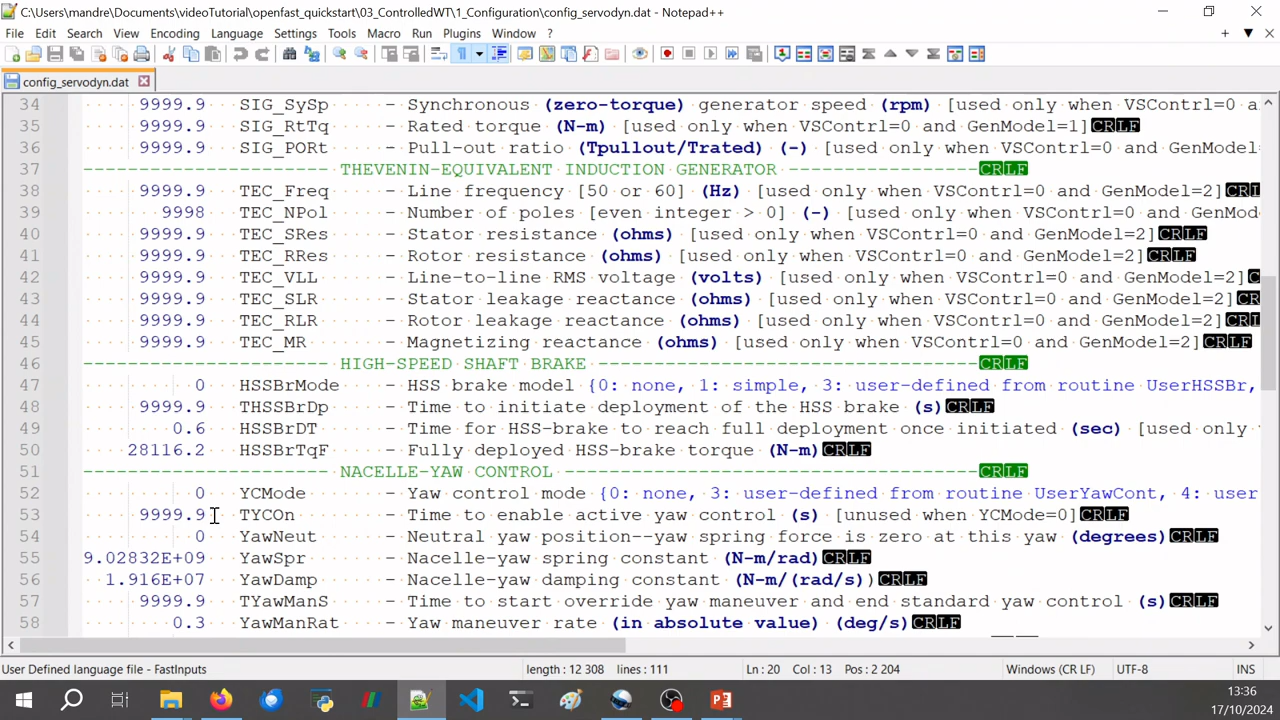 C:\Users\mandre\Documents\videoTutorial\openfast_quickstart\03_ControlledWT\1_Configuration\config_servodyn.dat - Notepad++
File Edit Search View Encoding Language Settings Tools Macro Run Plugins Window ?
config_servodyn.dat
34 9999.9 SIG_SySp - Synchronous (zero-torque) generator speed (rpm) [used only when VSContrl=0 a
35 9999.9 SIG_RtTq - Rated torque (N-m) [used only when VSContrl=0 and GenModel=1]CRLF
36 9999.9 SIG_PORt - Pull-out ratio (Tpullout/Trated) (-) [used only when VSContrl=0 and GenModel
37 ---------------------- THEVENIN-EQUIVALENT INDUCTION GENERATOR ------------------CRLF
38 9999.9 TEC_Freq - Line frequency [50 or 60] (Hz) [used only when VSContrl=0 and GenModel=2]CRL
39 9998 TEC_NPol - Number of poles [even integer > 0] (-) [used only when VSContrl=0 and GenMod
40 9999.9 TEC_SRes - Stator resistance (ohms) [used only when VSContrl=0 and GenModel=2]CRLF
41 9999.9 TEC_RRes - Rotor resistance (ohms) [used only when VSContrl=0 and GenModel=2]CRLF
42 9999.9 TEC_VLL - Line-to-line RMS voltage (volts) [used only when VSContrl=0 and GenModel=2]C
43 9999.9 TEC_SLR - Stator leakage reactance (ohms) [used only when VSContrl=0 and GenModel=2]CR
44 9999.9 TEC_RLR - Rotor leakage reactance (ohms) [used only when VSContrl=0 and GenModel=2]CRL
45 9999.9 TEC_MR - Magnetizing reactance (ohms) [used only when VSContrl=0 and GenModel=2]CRLF
46 ---------------------- HIGH-SPEED SHAFT BRAKE -----------------------------------CRLF
47 0 HSSBrMode - HSS brake model {0: none, 1: simple, 3: user-defined from routine UserHSSBr,
48 9999.9 THSSBrDp - Time to initiate deployment of the HSS brake (s)CRLF
49 0.6 HSSBrDT - Time for HSS-brake to reach full deployment once initiated (sec) [used only
50 28116.2 HSSBrTqF - Fully deployed HSS-brake torque (N-m)CRLF
51 ---------------------- NACELLE-YAW CONTROL --------------------------------------CRLF
52 0 YCMode - Yaw control mode {0: none, 3: user-defined from routine UserYawCont, 4: user
53 9999.9 TYCOn - Time to enable active yaw control (s) [unused when YCMode=0]CRLF
54 0 YawNeut - Neutral yaw position--yaw spring force is zero at this yaw (degrees)CRLF
55 9.02832E+09 YawSpr - Nacelle-yaw spring constant (N-m/rad)CRLF
56 1.916E+07 YawDamp - Nacelle-yaw damping constant (N-m/(rad/s))CRLF
57 9999.9 TYawManS - Time to start override yaw maneuver and end standard yaw control (s)CRLF
58 0.3 YawManRat - Yaw maneuver rate (in absolute value) (deg/s)CRLF
User Defined language file - FastInputs length : 12 308 lines : 111 Ln : 20 Col : 13 Pos : 2 204 Windows (CR LF) UTF-8 INS
13:36
17/10/2024